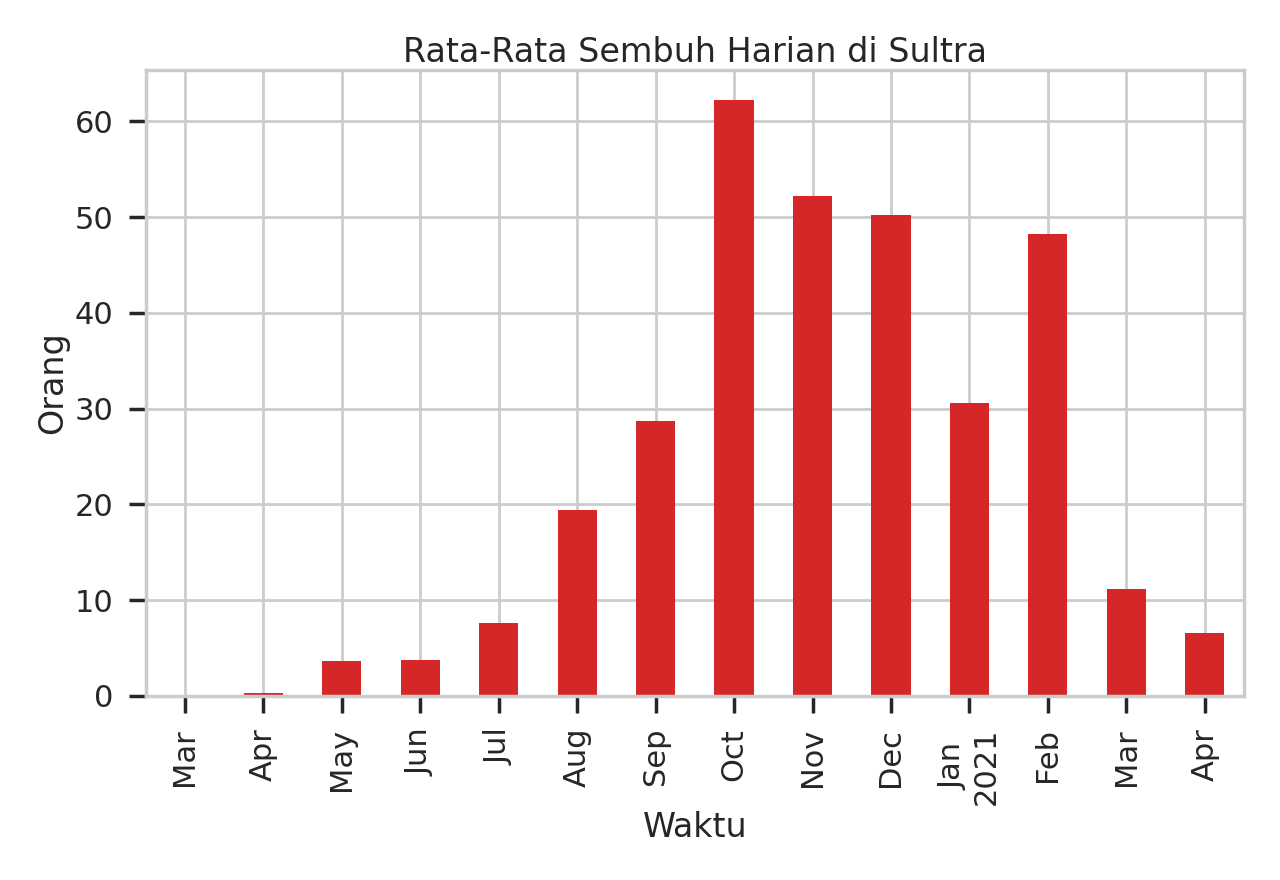 Rata-Rata Sembuh Harian di Sultra
Orang
60
50
40
30
20
10
0
Mar
Apr
May
Jun
Jul
Aug
Sep
Oct
Nov
Dec
Jan
2021
Feb
Mar
Apr
Waktu